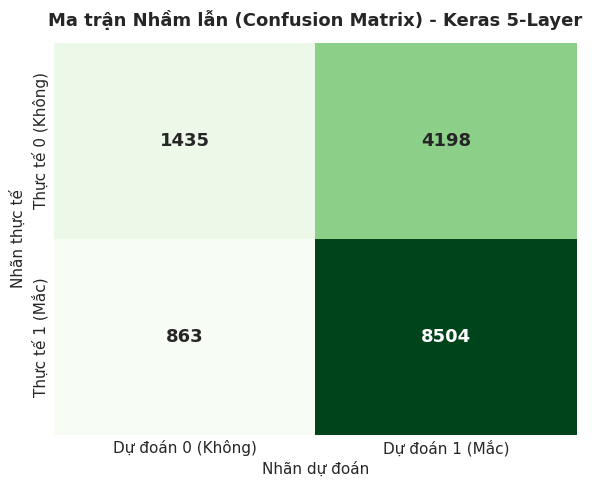 Ma trận Nhầm lẫn (Confusion Matrix) - Keras 5-Layer
Nhãn thực tế
Thực tế 0 (Không)
1435 4198
Thực tế 1 (Mắc)
863 8504
Dự đoán 0 (Không) Dự đoán 1 (Mắc)
Nhãn dự đoán